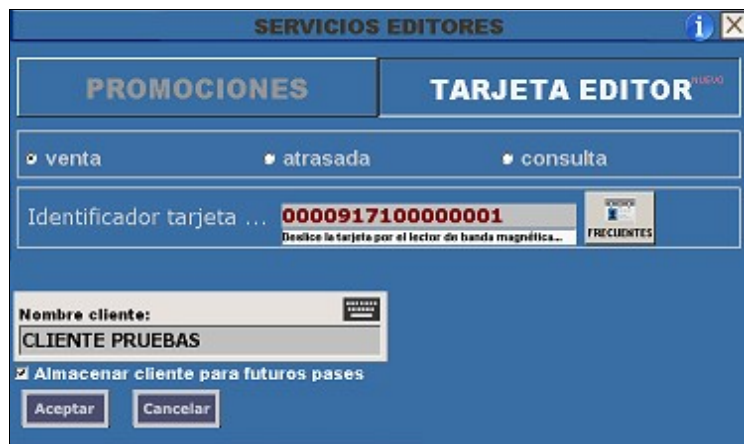 SERVICIOS EDITORES
PROMOCIONES
TARJETA EDITOR NUEVO
venta atrasada consulta
Identificador tarjeta ... 0000917100000001
Deslice la tarjeta por el lector de banda magnética...
FRECUENTES
Nombre cliente:
CLIENTE PRUEBAS
Almacenar cliente para futuros pases
Aceptar Cancelar